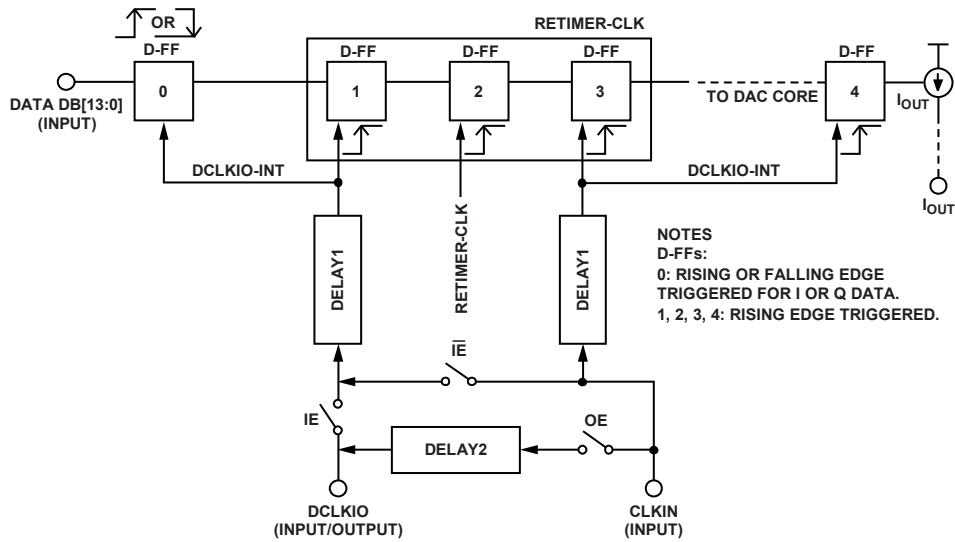 OR
RETIMER-CLK
D-FF
D-FF
D-FF
D-FF
D-FF
0
1
2
3
4
DATA DB[13:0]
(INPUT)
TO DAC CORE
IOUT
DCLKIO-INT
DCLKIO-INT
IOUT
DELAY1
RETIMER-CLK
DELAY1
NOTES
D-FFs:
0: RISING OR FALLING EDGE
TRIGGERED FOR I OR Q DATA.
1, 2, 3, 4: RISING EDGE TRIGGERED.
IE
IE
OE
DELAY2
DCLKIO
(INPUT/OUTPUT)
CLKIN
(INPUT)